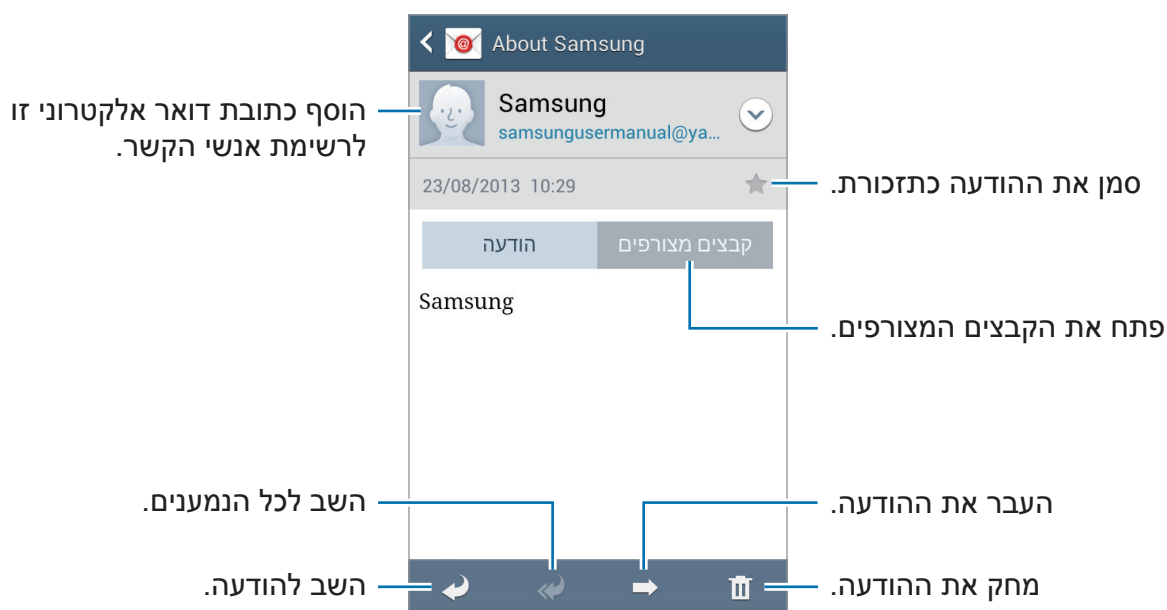 About Samsung
Samsung
samsungusermanual@ya...
הוסף כתובת דואר אלקטרוני זו
לרשימת אנשי הקשר.
23/08/2013 10:29
סמן את ההודעה כתזכורת.
הודעה
קבצים מצורפים
Samsung
פתח את הקבצים המצורפים.
השב לכל הנמענים.
העבר את ההודעה.
השב להודעה.
מחק את ההודעה.